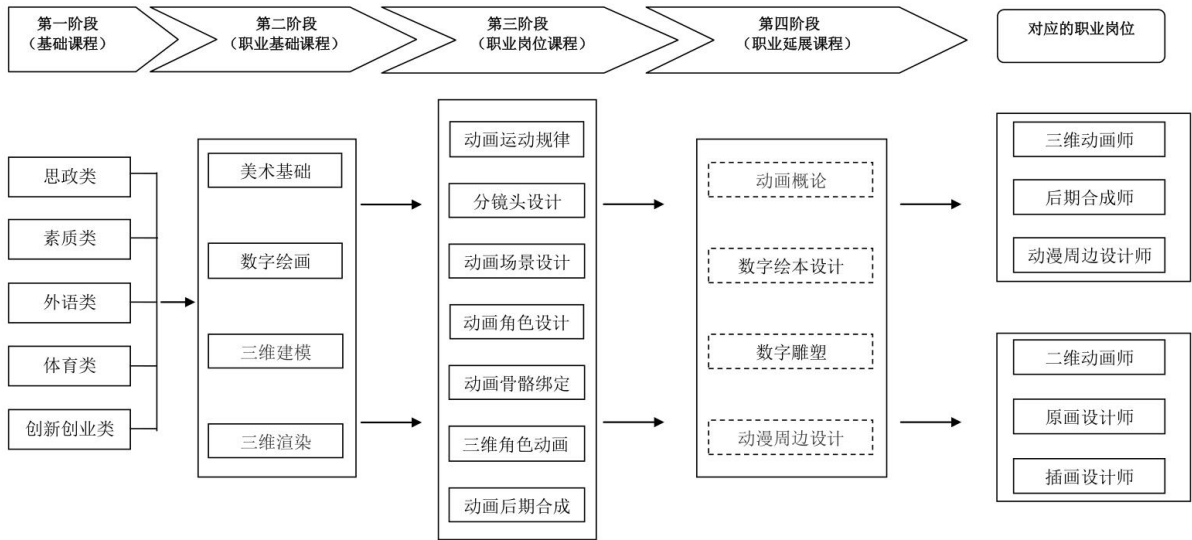 第一阶段
（基础课程）
第二阶段
（职业基础课程）
第三阶段
（职业岗位课程）
第四阶段
（职业延展课程）
对应的职业岗位
思政类
素质类
外语类
体育类
创新创业类
美术基础
数字绘画
三维建模
三维渲染
动画运动规律
分镜头设计
动画场景设计
动画角色设计
动画骨骼绑定
三维角色动画
动画后期合成
动画概论
数字绘本设计
数字雕塑
动漫周边设计
三维动画师
后期合成师
动漫周边设计师
二维动画师
原画设计师
插画设计师